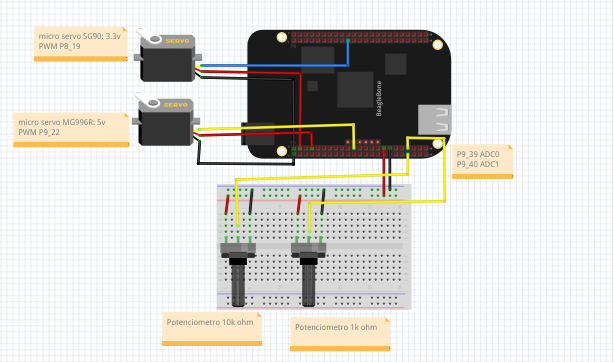 micro servo SG90: 3.3v
PWM P8_19
SERVO
SERVO
micro servo MG996R: 5v
PWM P9_22
BeagleBone
P9_39 ADC0
P9_40 ADC1
Potenciometro 10k ohm
Potenciometro 1k ohm